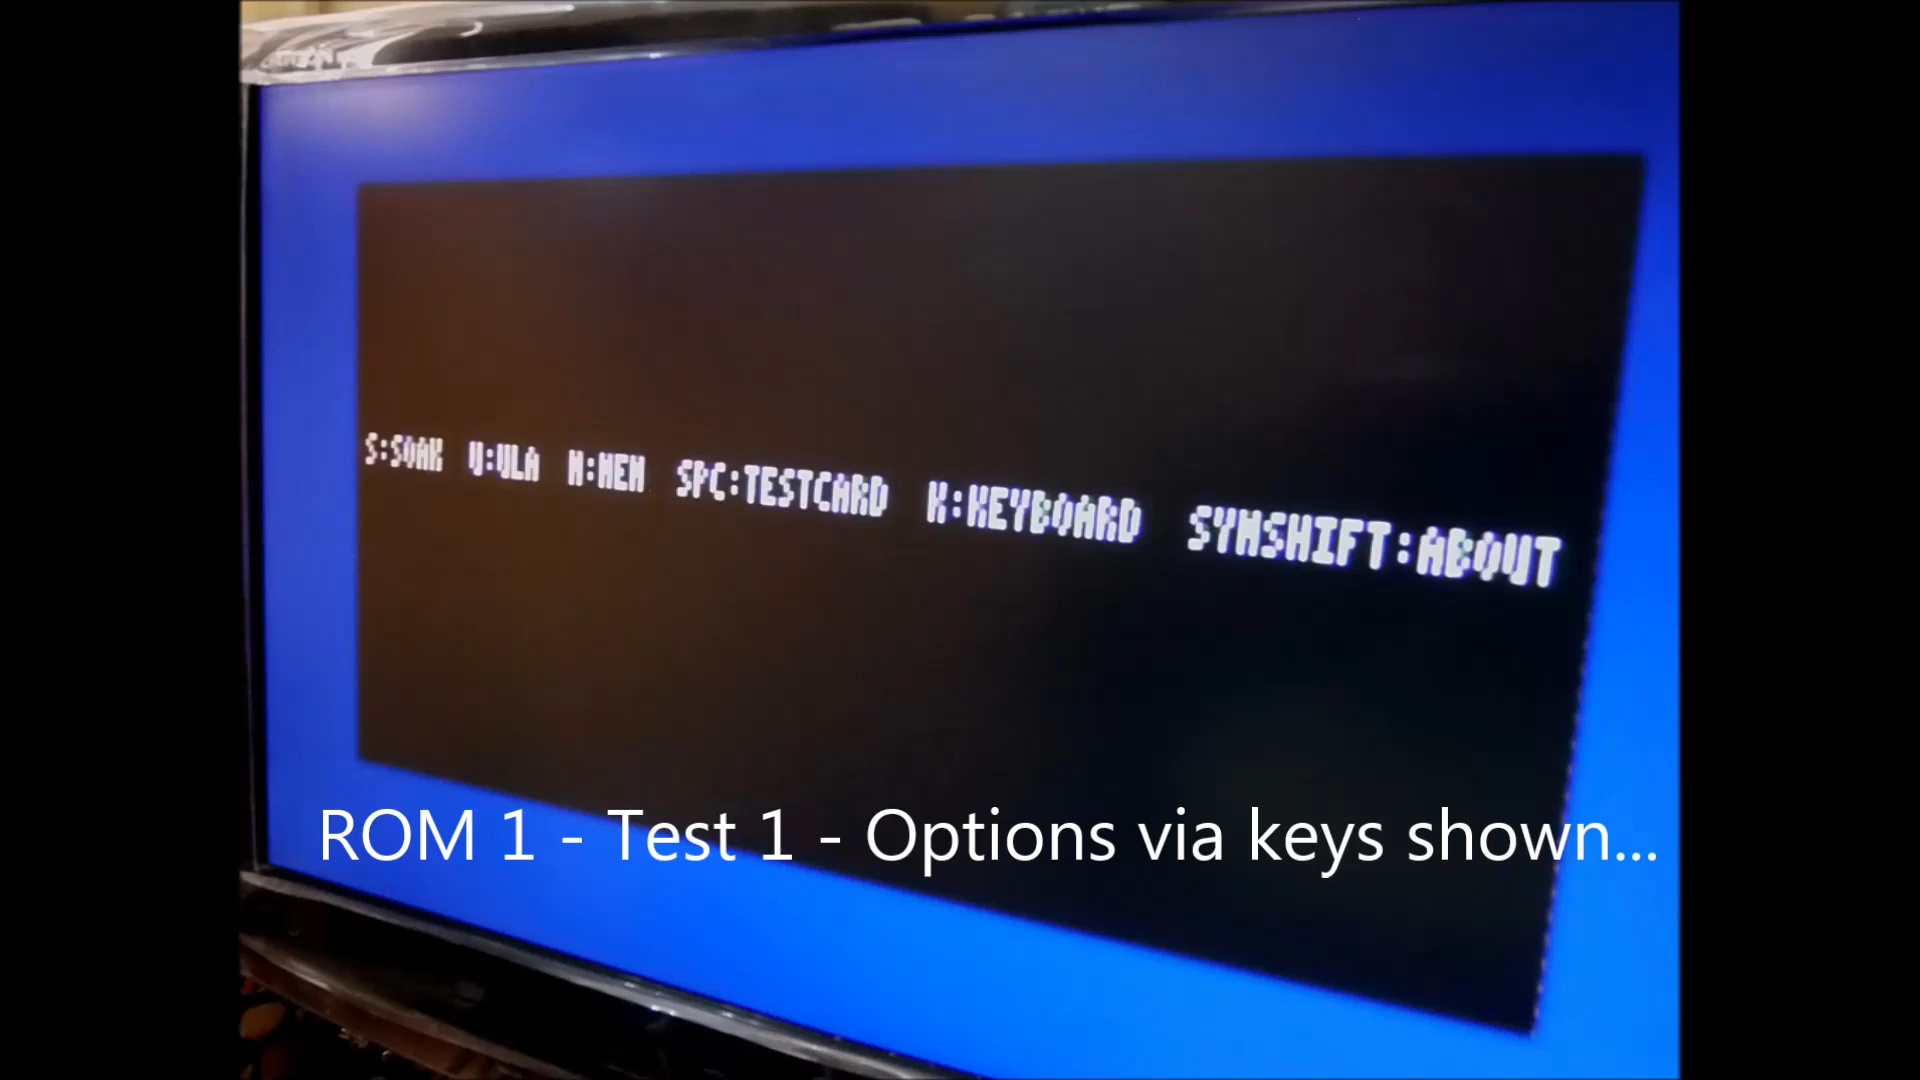 S:SOAK U:ULA M:MEM SPC:TESTCARD K:KEYBOARD SYMSHIFT:ABOUT
ROM 1 - Test 1 - Options via keys shown...